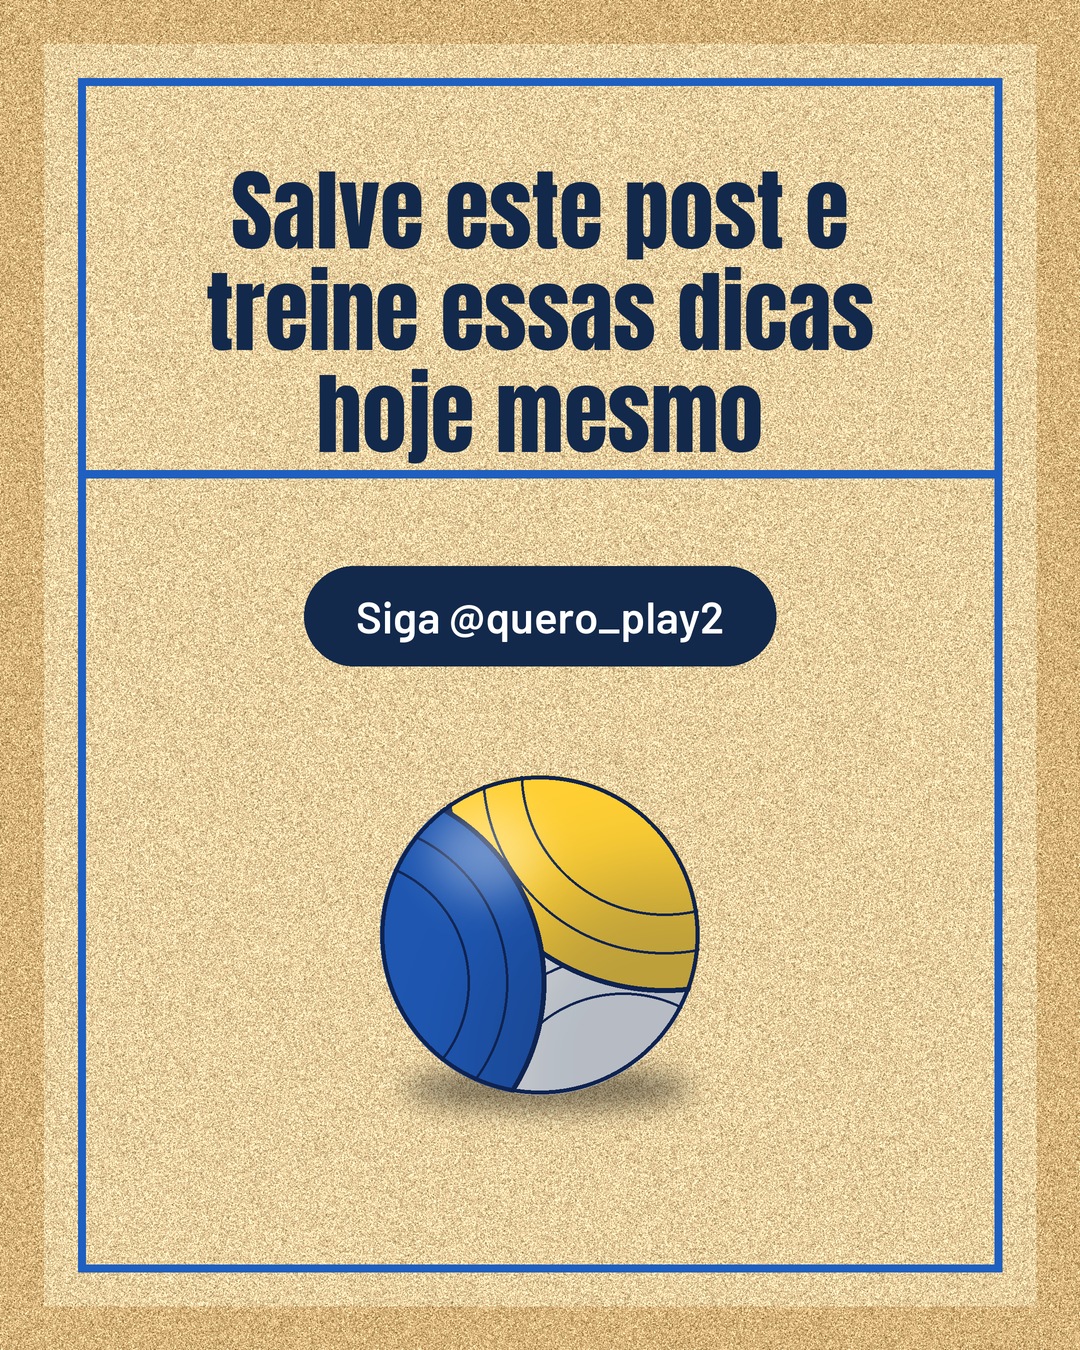 Salve este post e
treine essas dicas
hoje mesmo
Siga @quero_play2